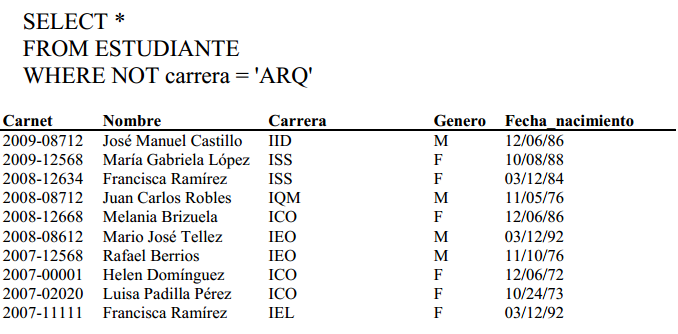 SELECT *
FROM ESTUDIANTE
WHERE NOT carrera = 'ARQ'
Carnet Nombre Carrera Genero Fecha_nacimiento
2009-08712 José Manuel Castillo IID M 12/06/86
2009-12568 María Gabriela López ISS F 10/08/88
2008-12634 Francisca Ramírez ISS F 03/12/84
2008-08712 Juan Carlos Robles IQM M 11/05/76
2008-12668 Melania Brizuela ICO F 12/06/86
2008-08612 Mario José Tellez IEO M 03/12/92
2007-12568 Rafael Berrios IEO M 11/10/76
2007-00001 Helen Domínguez ICO F 12/06/72
2007-02020 Luisa Padilla Pérez ICO F 10/24/73
2007-11111 Francisca Ramírez IEL F 03/12/92